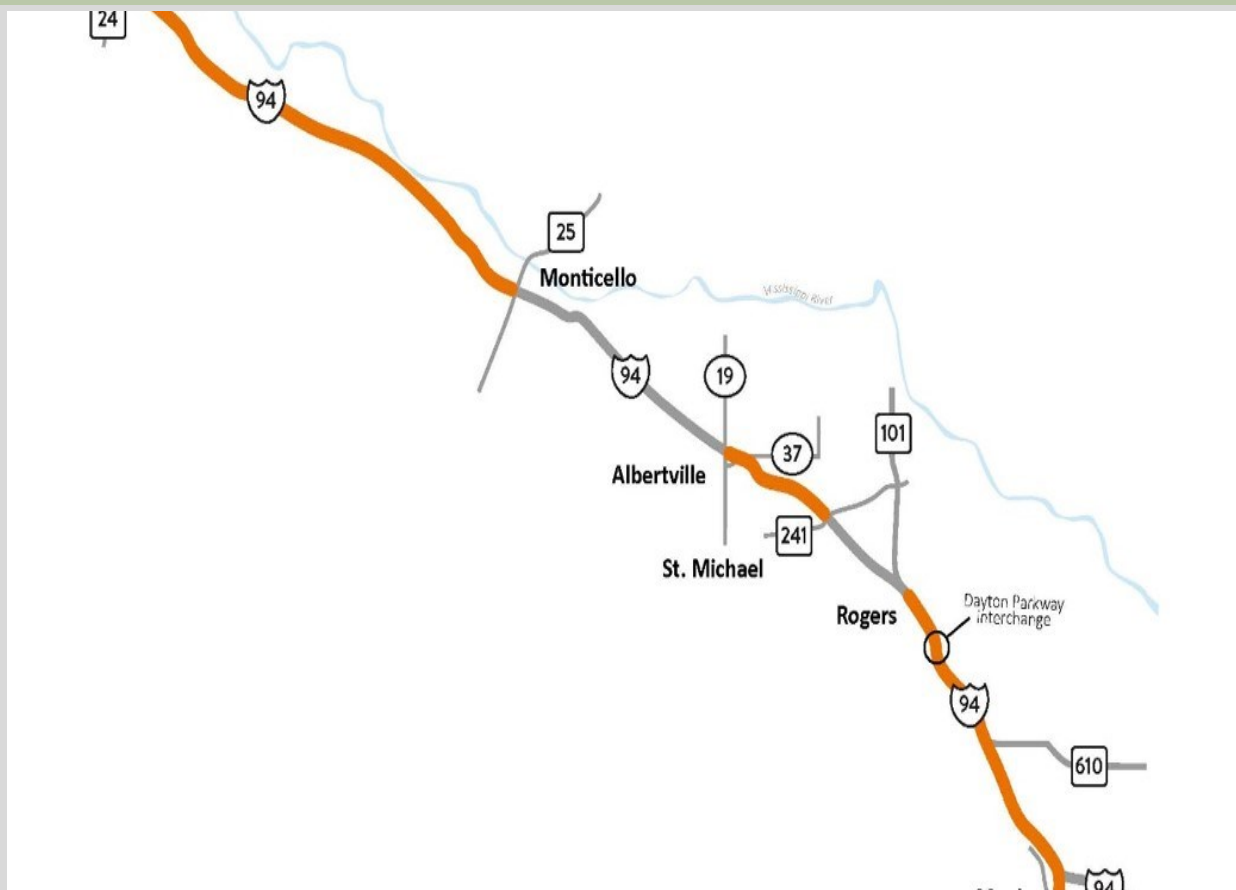 24
94
25
Monticello
Mississippi River
94
19
101
37
Albertville
241
St. Michael
Dayton Parkway
interchange
Rogers
94
610
94